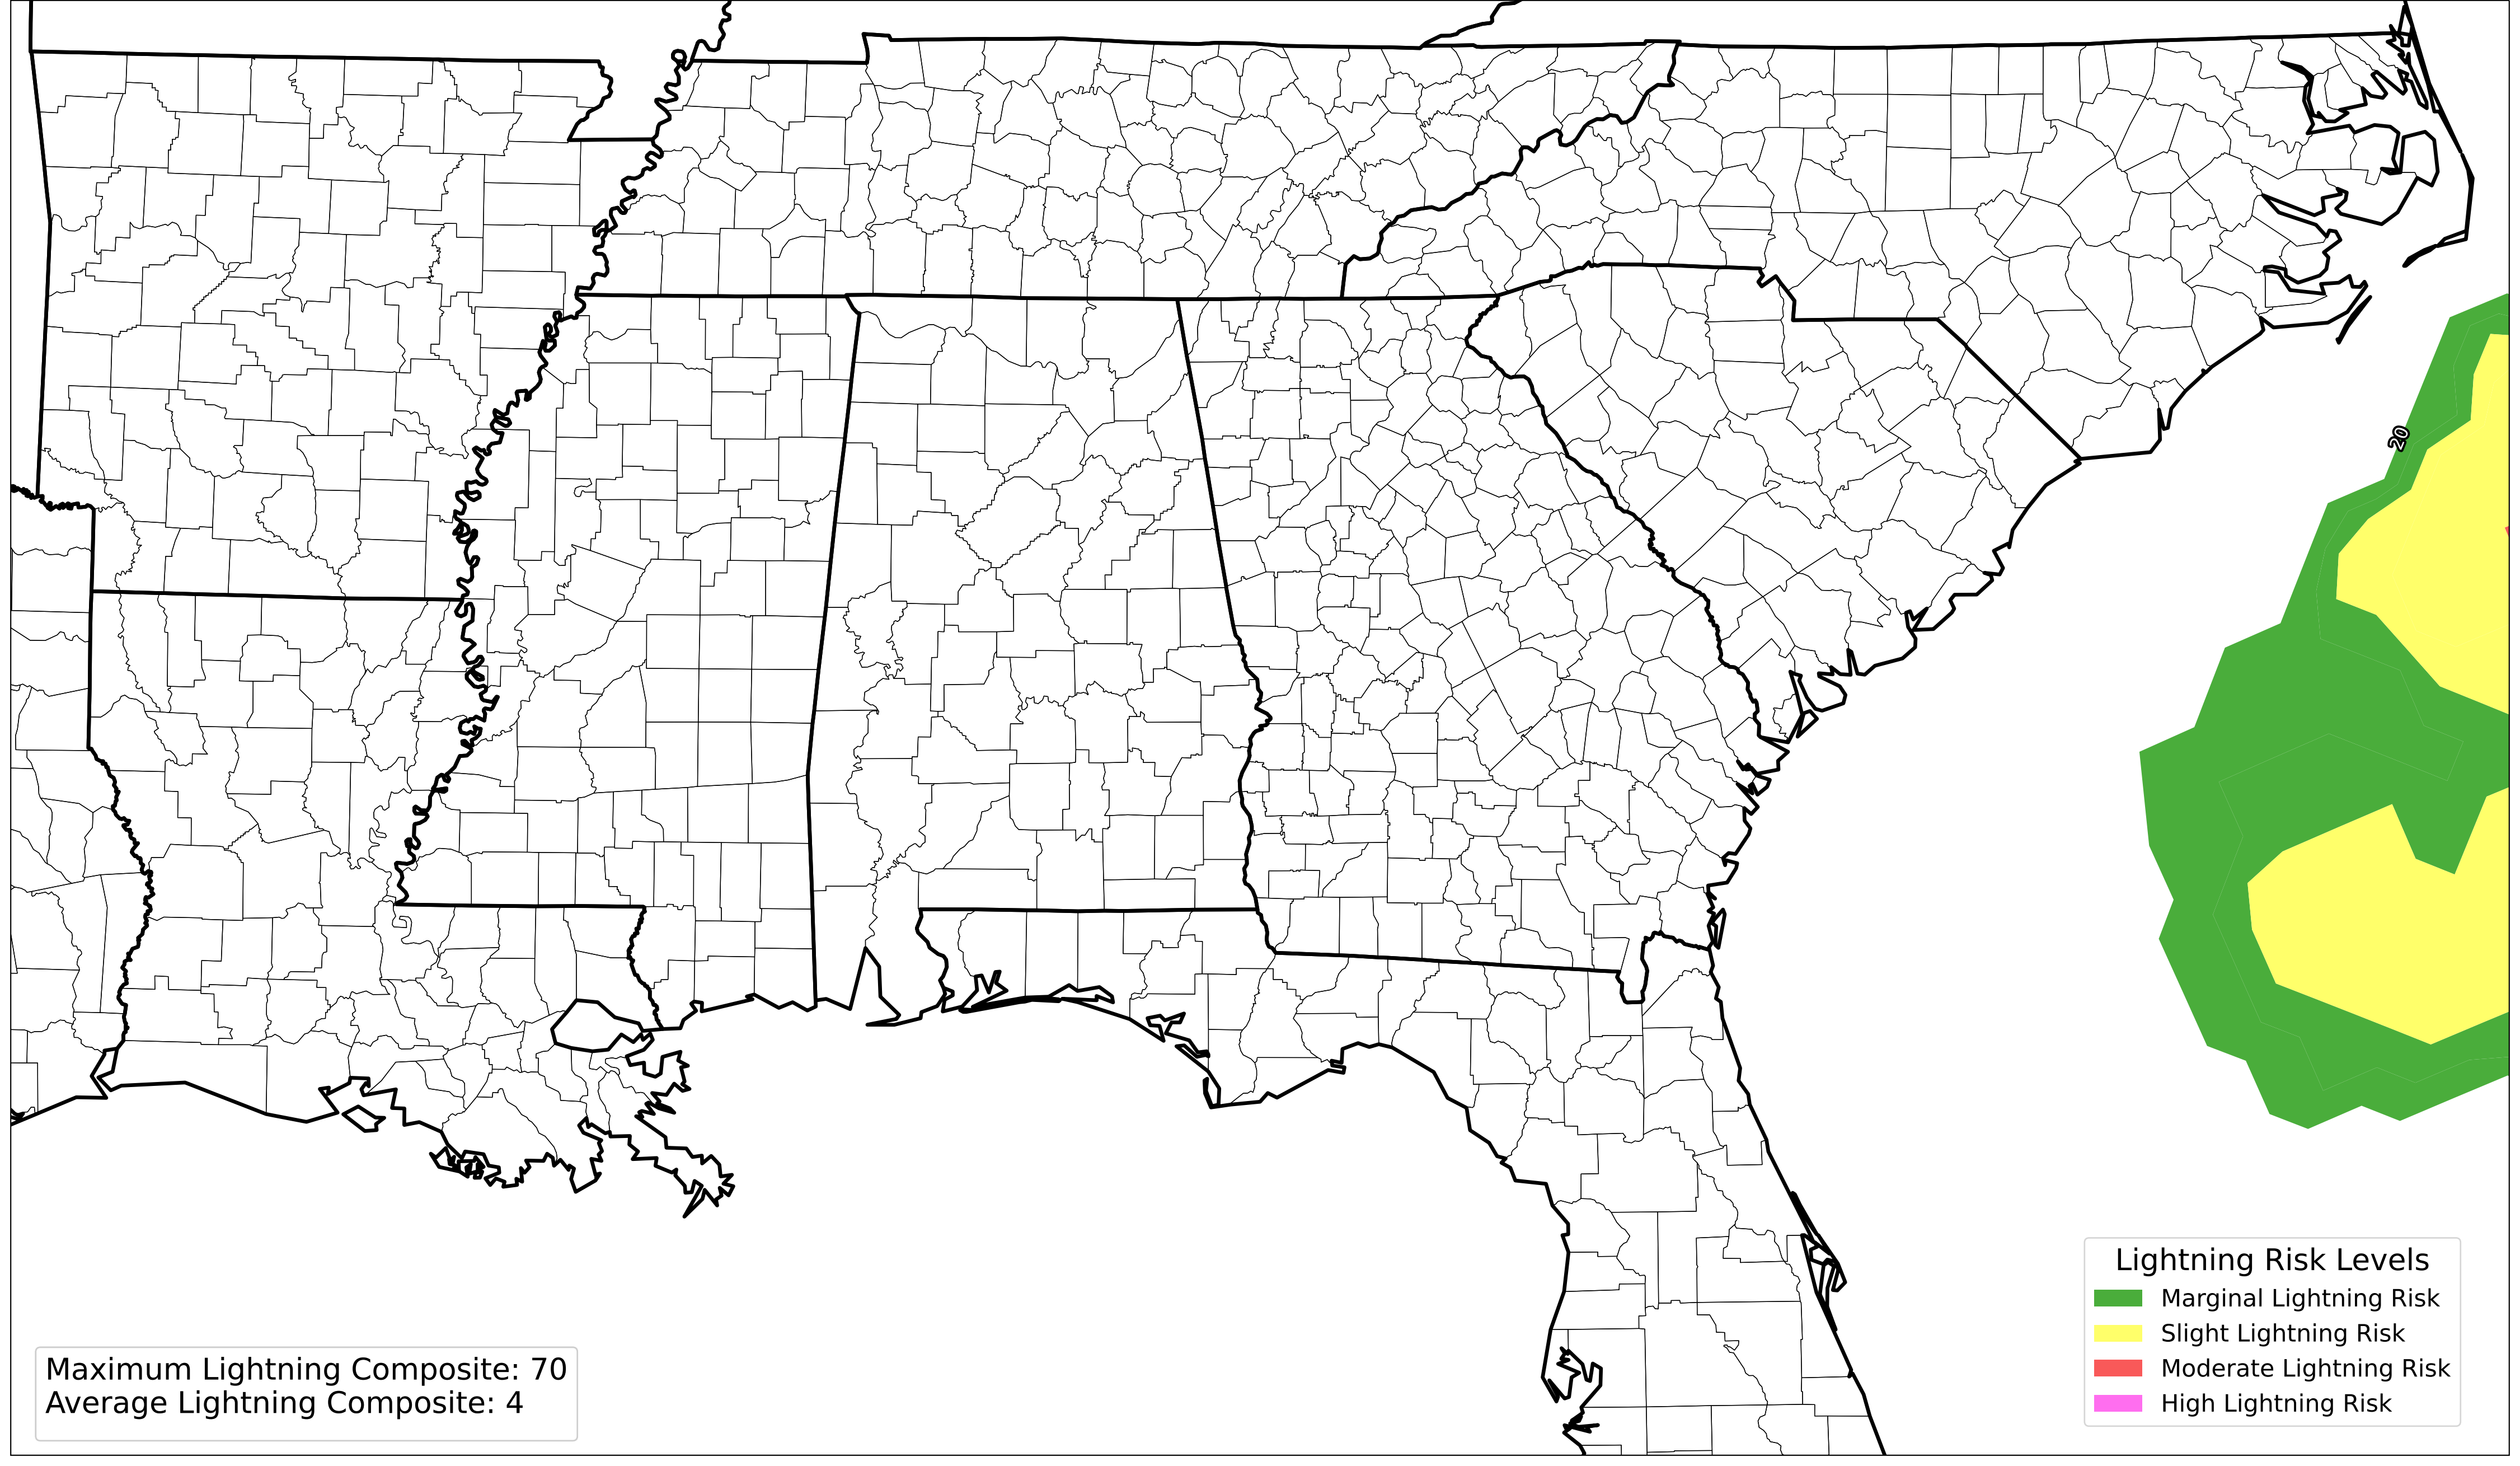 20
Lightning Risk Levels
Marginal Lightning Risk
Slight Lightning Risk
Moderate Lightning Risk
High Lightning Risk
Maximum Lightning Composite: 70
Average Lightning Composite: 4